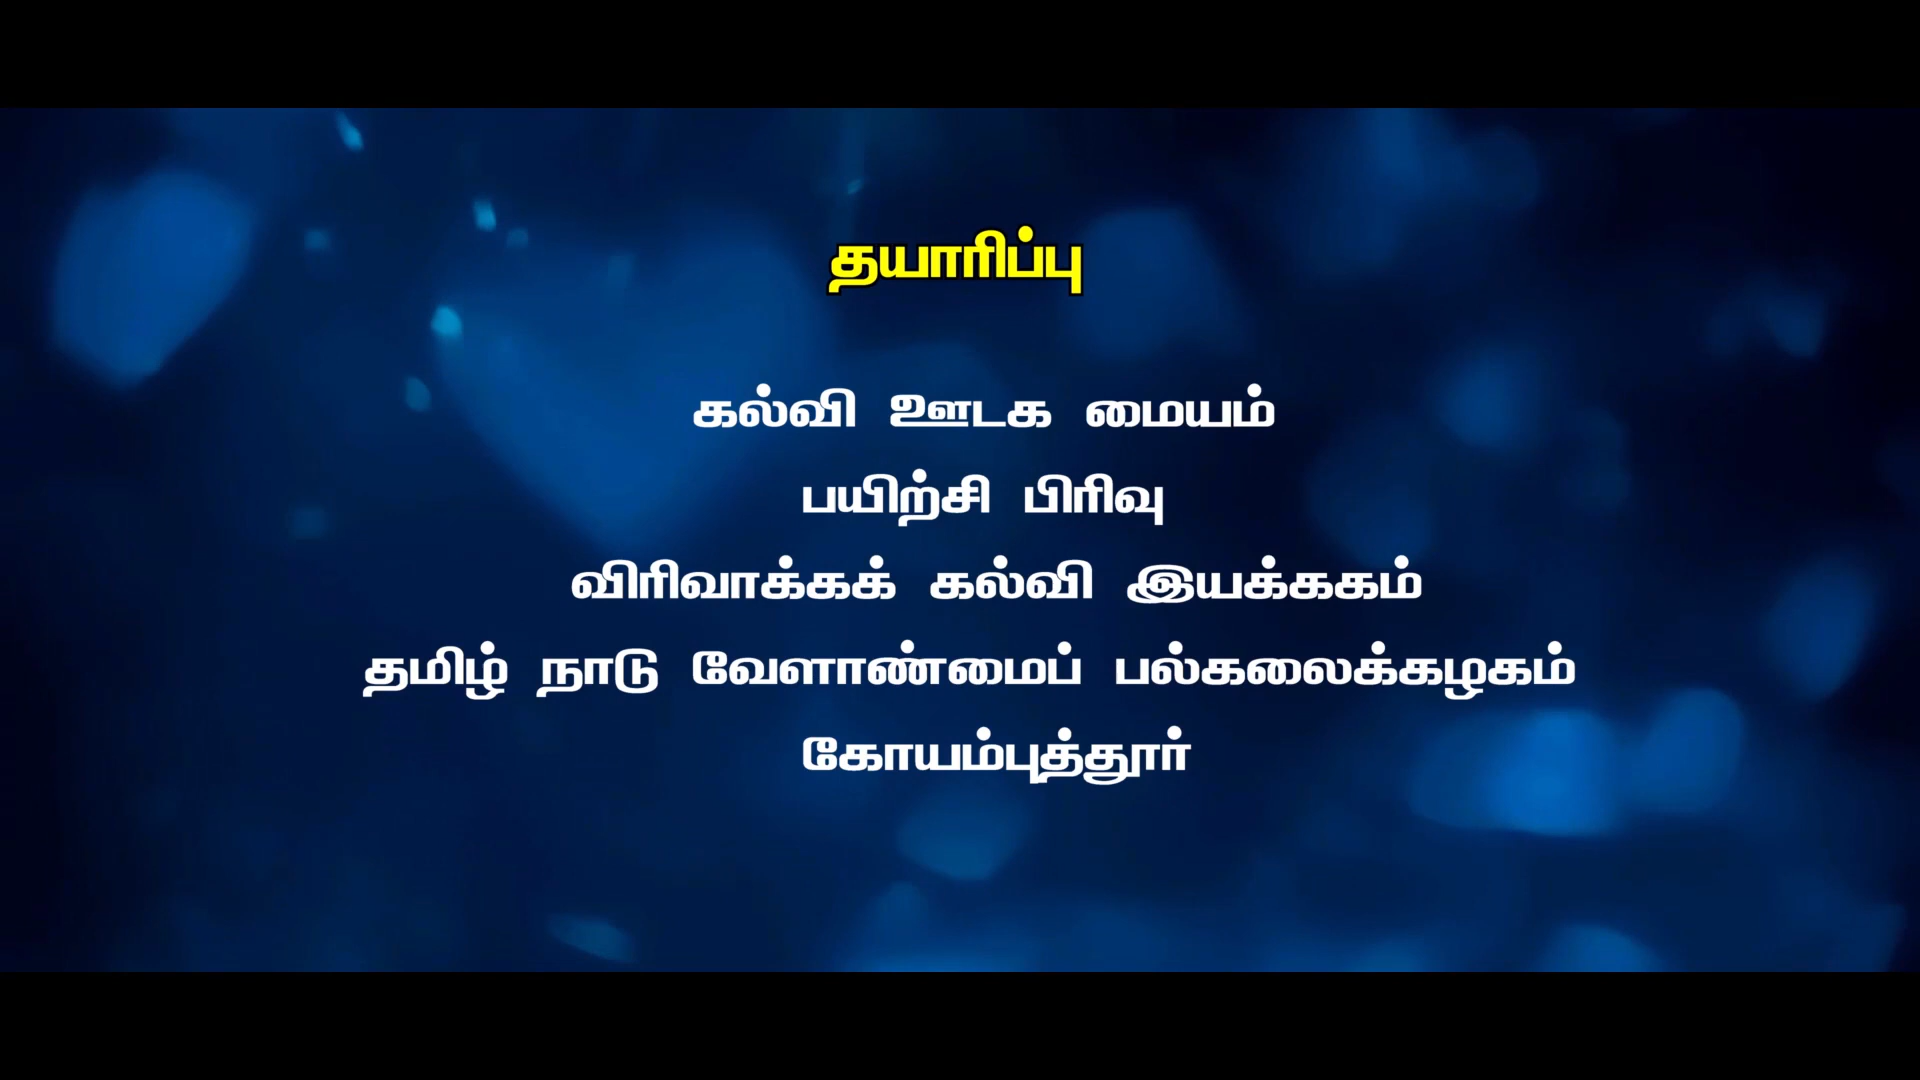 தயாரிப்பு
கல்வி ஊடக மையம்
பயிற்சி பிரிவு
விரிவாக்கக் கல்வி இயக்ககம்
தமிழ் நாடு வேளாண்மைப் பல்கலைக்கழகம்
கோயம்புத்தூர்